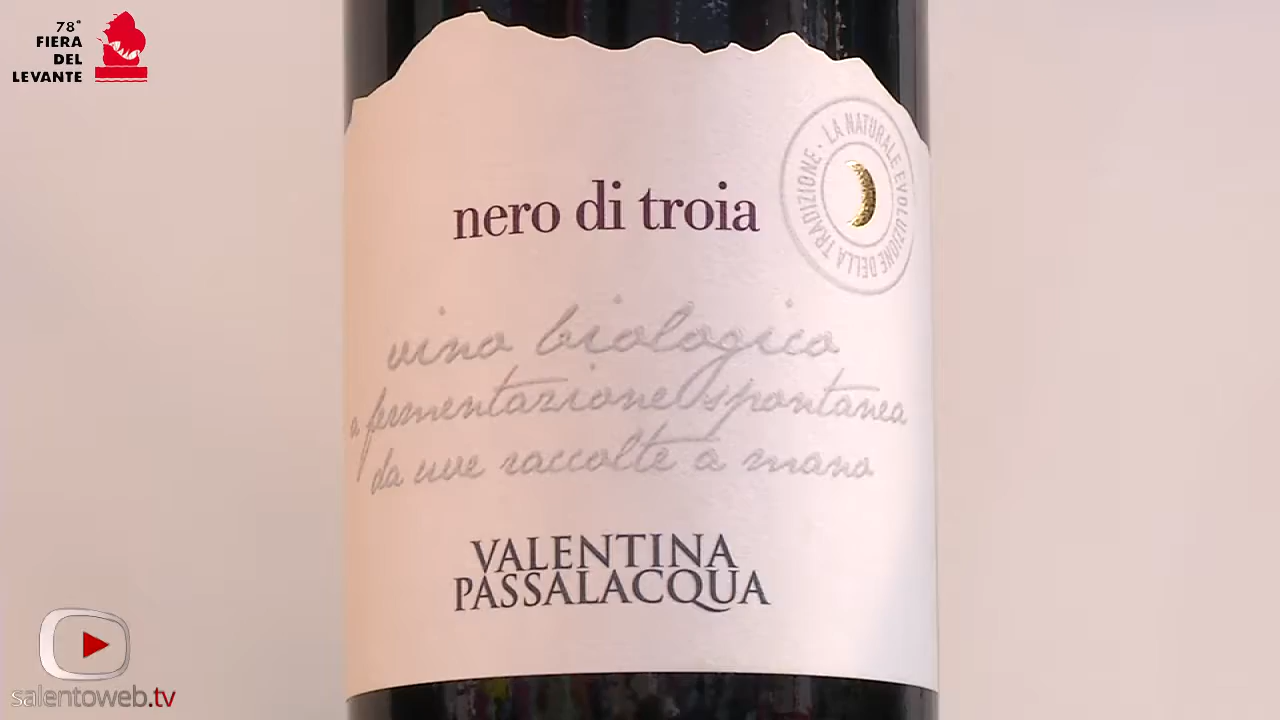 78°
FIERA
DEL
LEVANTE
LA NATURALE EVOLUZIONE DELLA TRADIZIONE •
nero di troia
vino biologico
a fermentazione spontanea
da uve raccolte a mano
VALENTINA
PASSALACQUA
salentoweb.tv